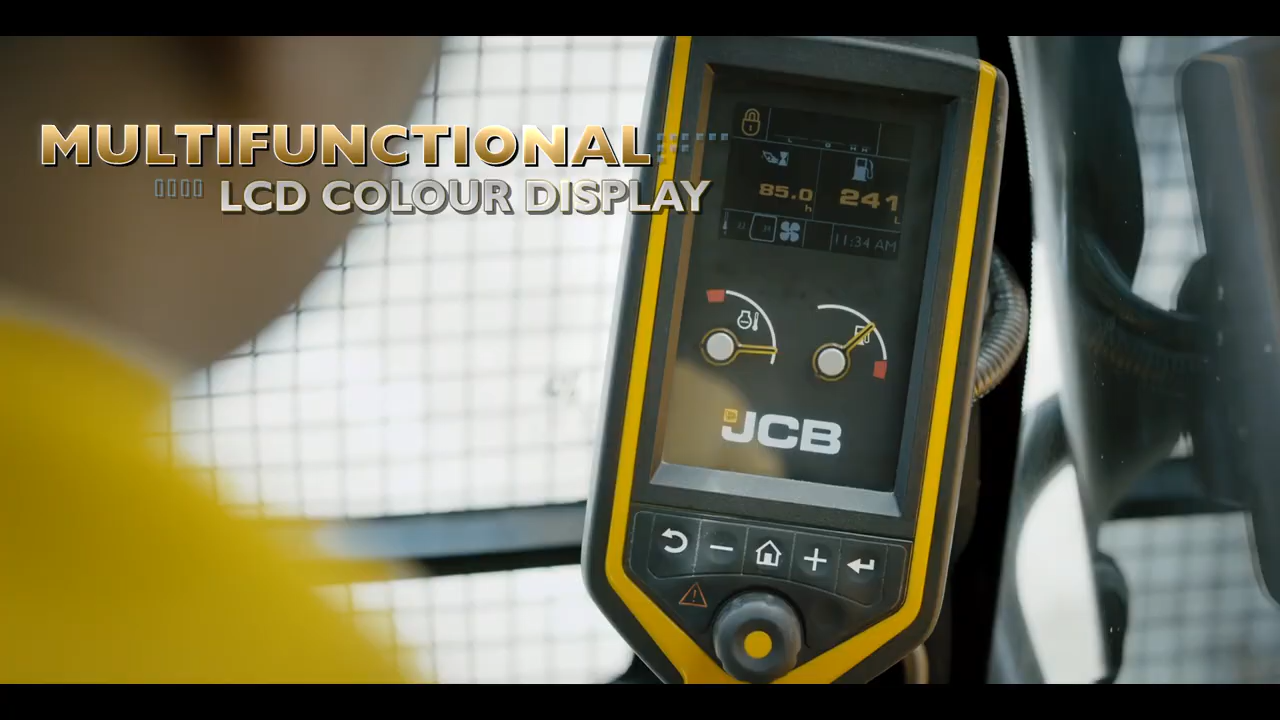 MULTIFUNCTIONAL
LCD COLOUR DISPLAY
85.0
h
241
L
11:34 AM
JCB